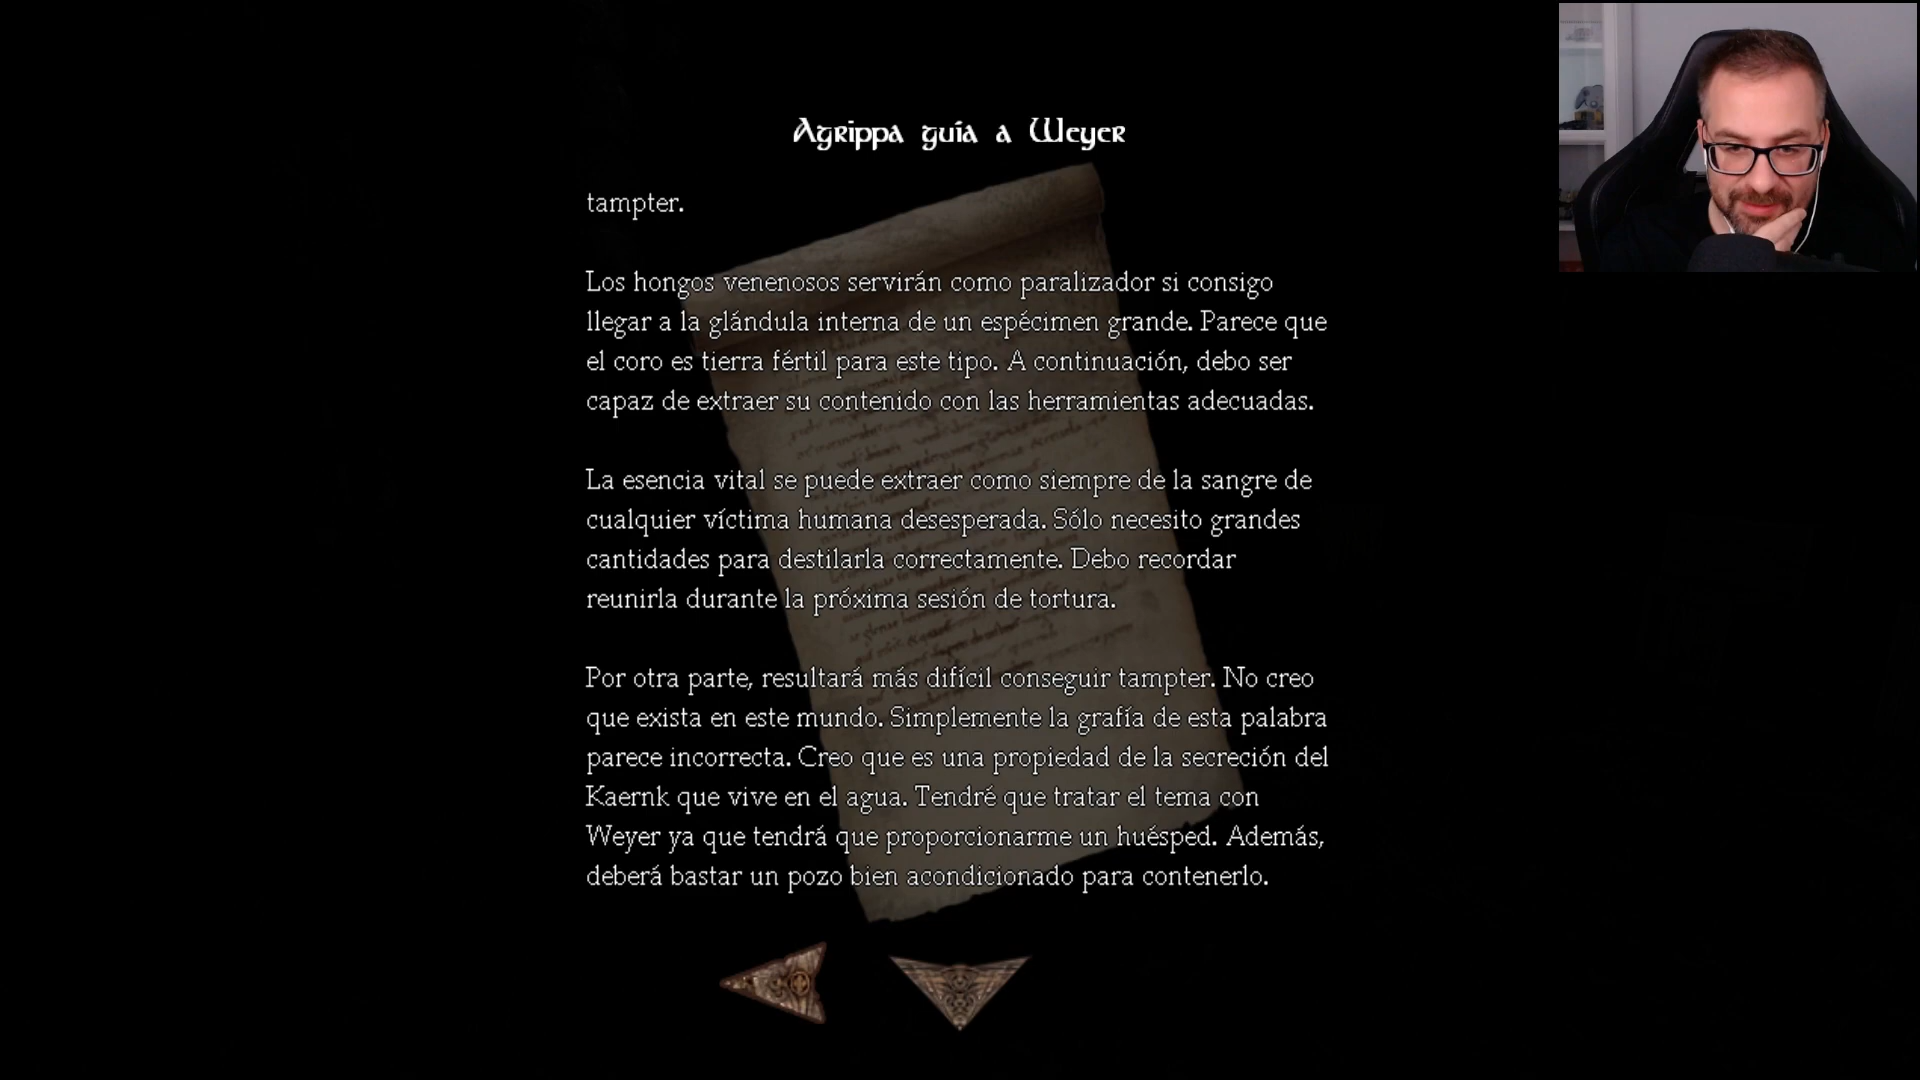 Agrippa guía a Weyer
tampter.
Los hongos venenosos servirán como paralizador si consigo
llegar a la glándula interna de un espécimen grande. Parece que
el coro es tierra fértil para este tipo. A continuación, debo ser
capaz de extraer su contenido con las herramientas adecuadas.
La esencia vital se puede extraer como siempre de la sangre de
cualquier víctima humana desesperada. Sólo necesito grandes
cantidades para destilarla correctamente. Debo recordar
reunirla durante la próxima sesión de tortura.
Por otra parte, resultará más difícil conseguir tampter. No creo
que exista en este mundo. Simplemente la grafía de esta palabra
parece incorrecta. Creo que es una propiedad de la secreción del
Kaernk que vive en el agua. Tendré que tratar el tema con
Weyer ya que tendrá que proporcionarme un huésped. Además,
deberá bastar un pozo bien acondicionado para contenerlo.